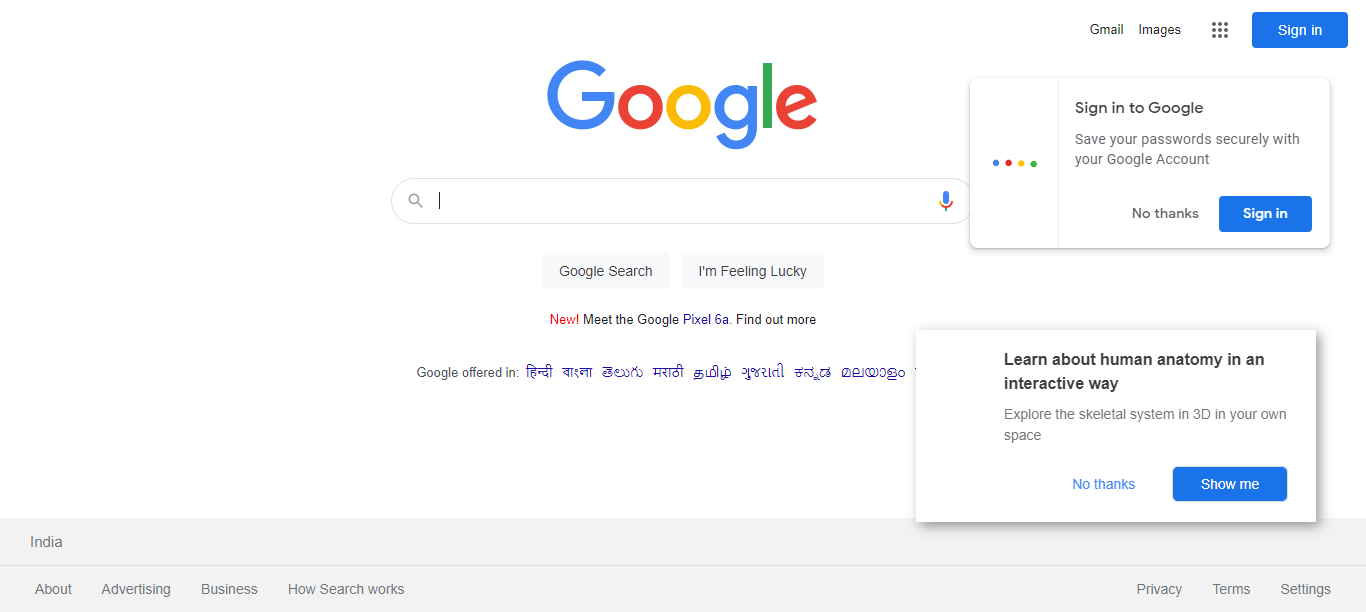 Gmail Images Sign in
Google
Sign in to Google
Save your passwords securely with
your Google Account
No thanks Sign in
Google Search I'm Feeling Lucky
New! Meet the Google Pixel 6a. Find out more
Google offered in: हिन्दी বাংলা తెలుగు मराठी தமிழ் ગુજરાતી ಕನ್ನಡ മലയാളം
Learn about human anatomy in an
interactive way
Explore the skeletal system in 3D in your own
space
No thanks Show me
India
About Advertising Business How Search works Privacy Terms Settings